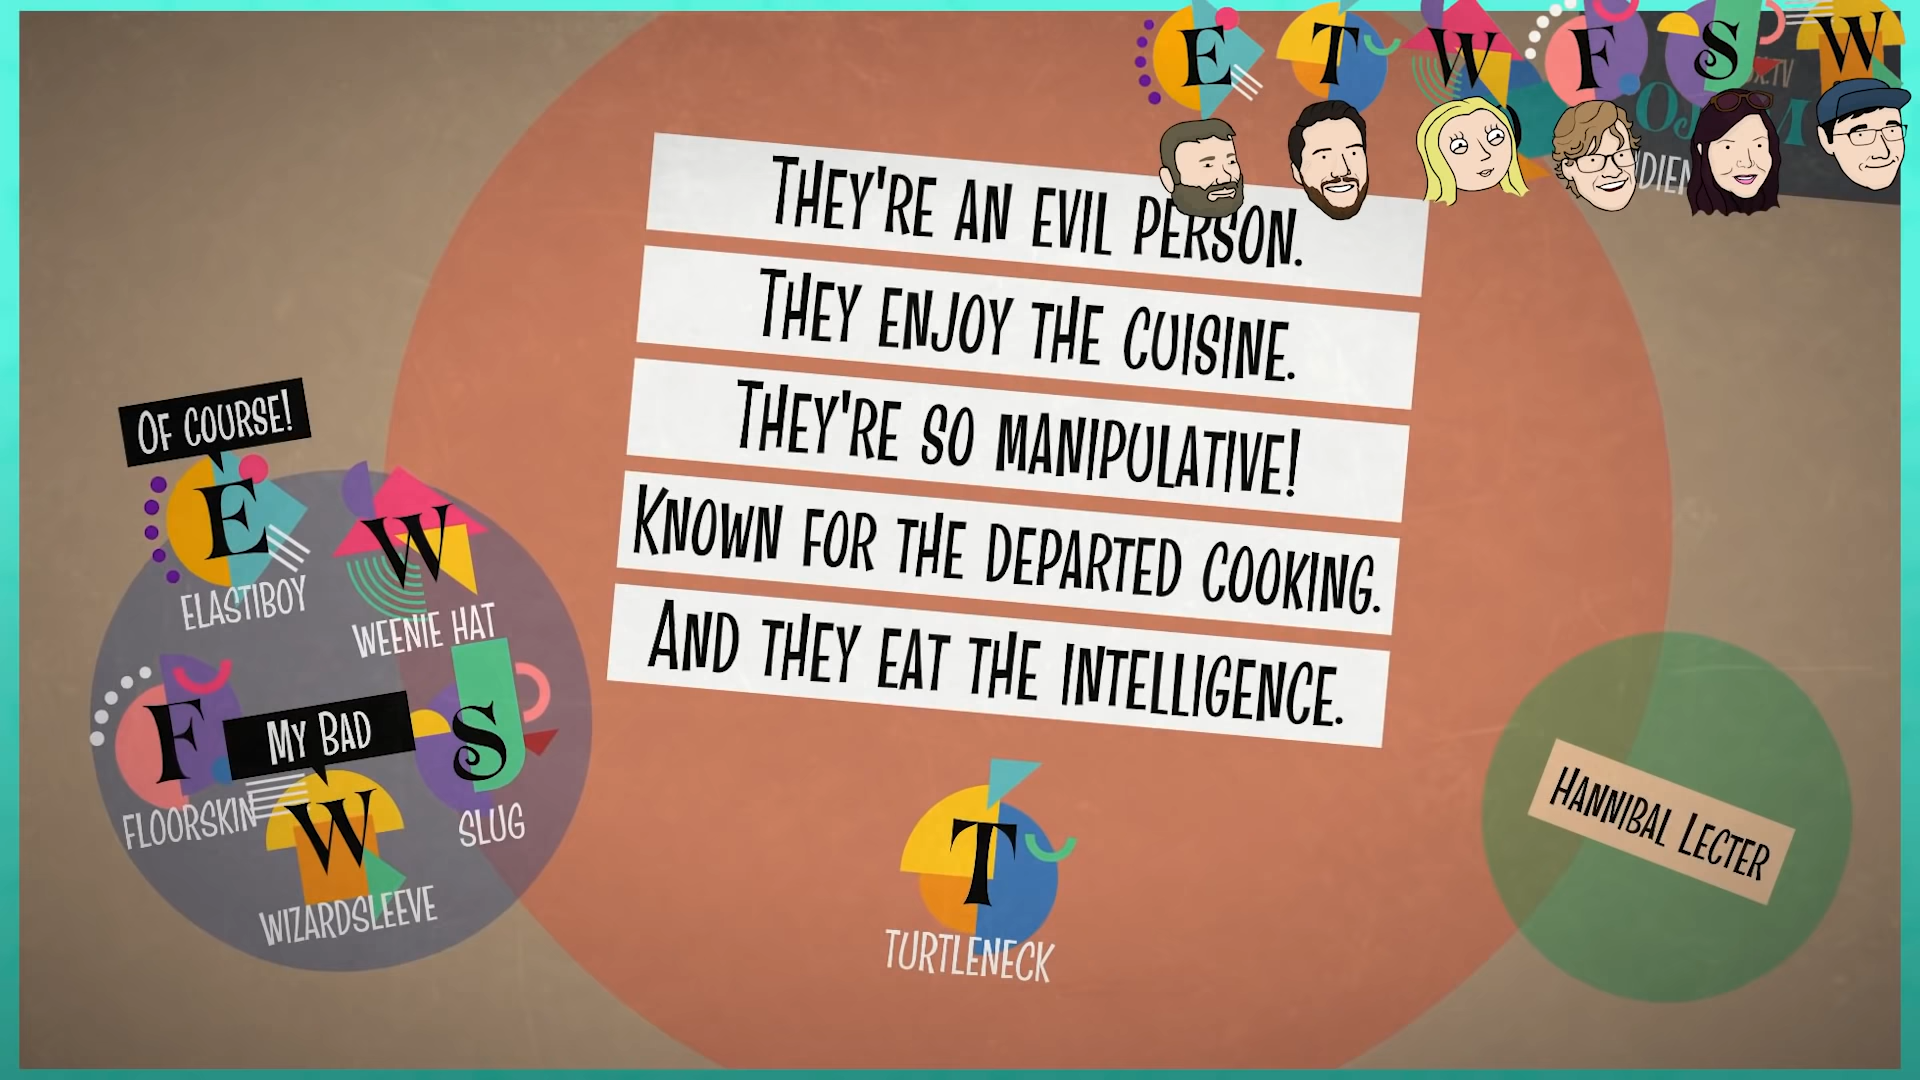 E T W F S W
THEY'RE AN EVIL PERSON.
THEY ENJOY THE CUISINE.
THEY'RE SO MANIPULATIVE!
KNOWN FOR THE DEPARTED COOKING.
AND THEY EAT THE INTELLIGENCE.
OF COURSE!
E
ELASTIBOY
W
WEENIE HAT
F
FLOORSKIN
MY BAD
S
SLUG
W
WIZARDSLEEVE
T
TURTLENECK
HANNIBAL LECTER